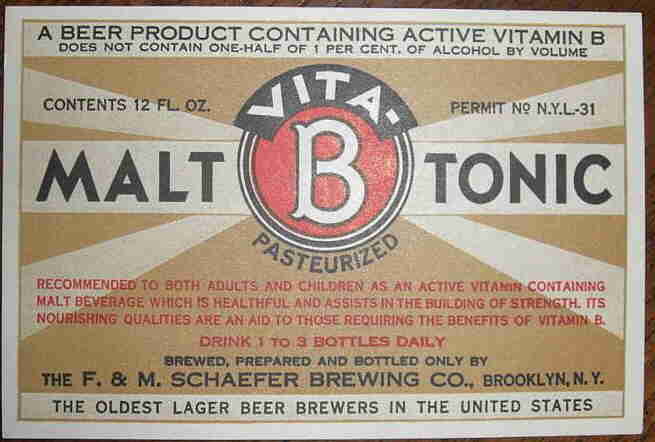 A BEER PRODUCT CONTAINING ACTIVE VITAMIN B
DOES NOT CONTAIN ONE-HALF OF 1 PER CENT. OF ALCOHOL BY VOLUME
CONTENTS 12 FL. OZ.
VITA-
PERMIT No N.Y.L.-31
MALT B TONIC
PASTEURIZED
RECOMMENDED TO BOTH ADULTS AND CHILDREN AS AN ACTIVE VITAMIN CONTAINING
MALT BEVERAGE WHICH IS HEALTHFUL AND ASSISTS IN THE BUILDING OF STRENGTH. ITS
NOURISHING QUALITIES ARE AN AID TO THOSE REQUIRING THE BENEFITS OF VITAMIN B.
DRINK 1 TO 3 BOTTLES DAILY
BREWED, PREPARED AND BOTTLED ONLY BY
THE F. & M. SCHAEFER BREWING CO., BROOKLYN, N.Y.
THE OLDEST LAGER BEER BREWERS IN THE UNITED STATES